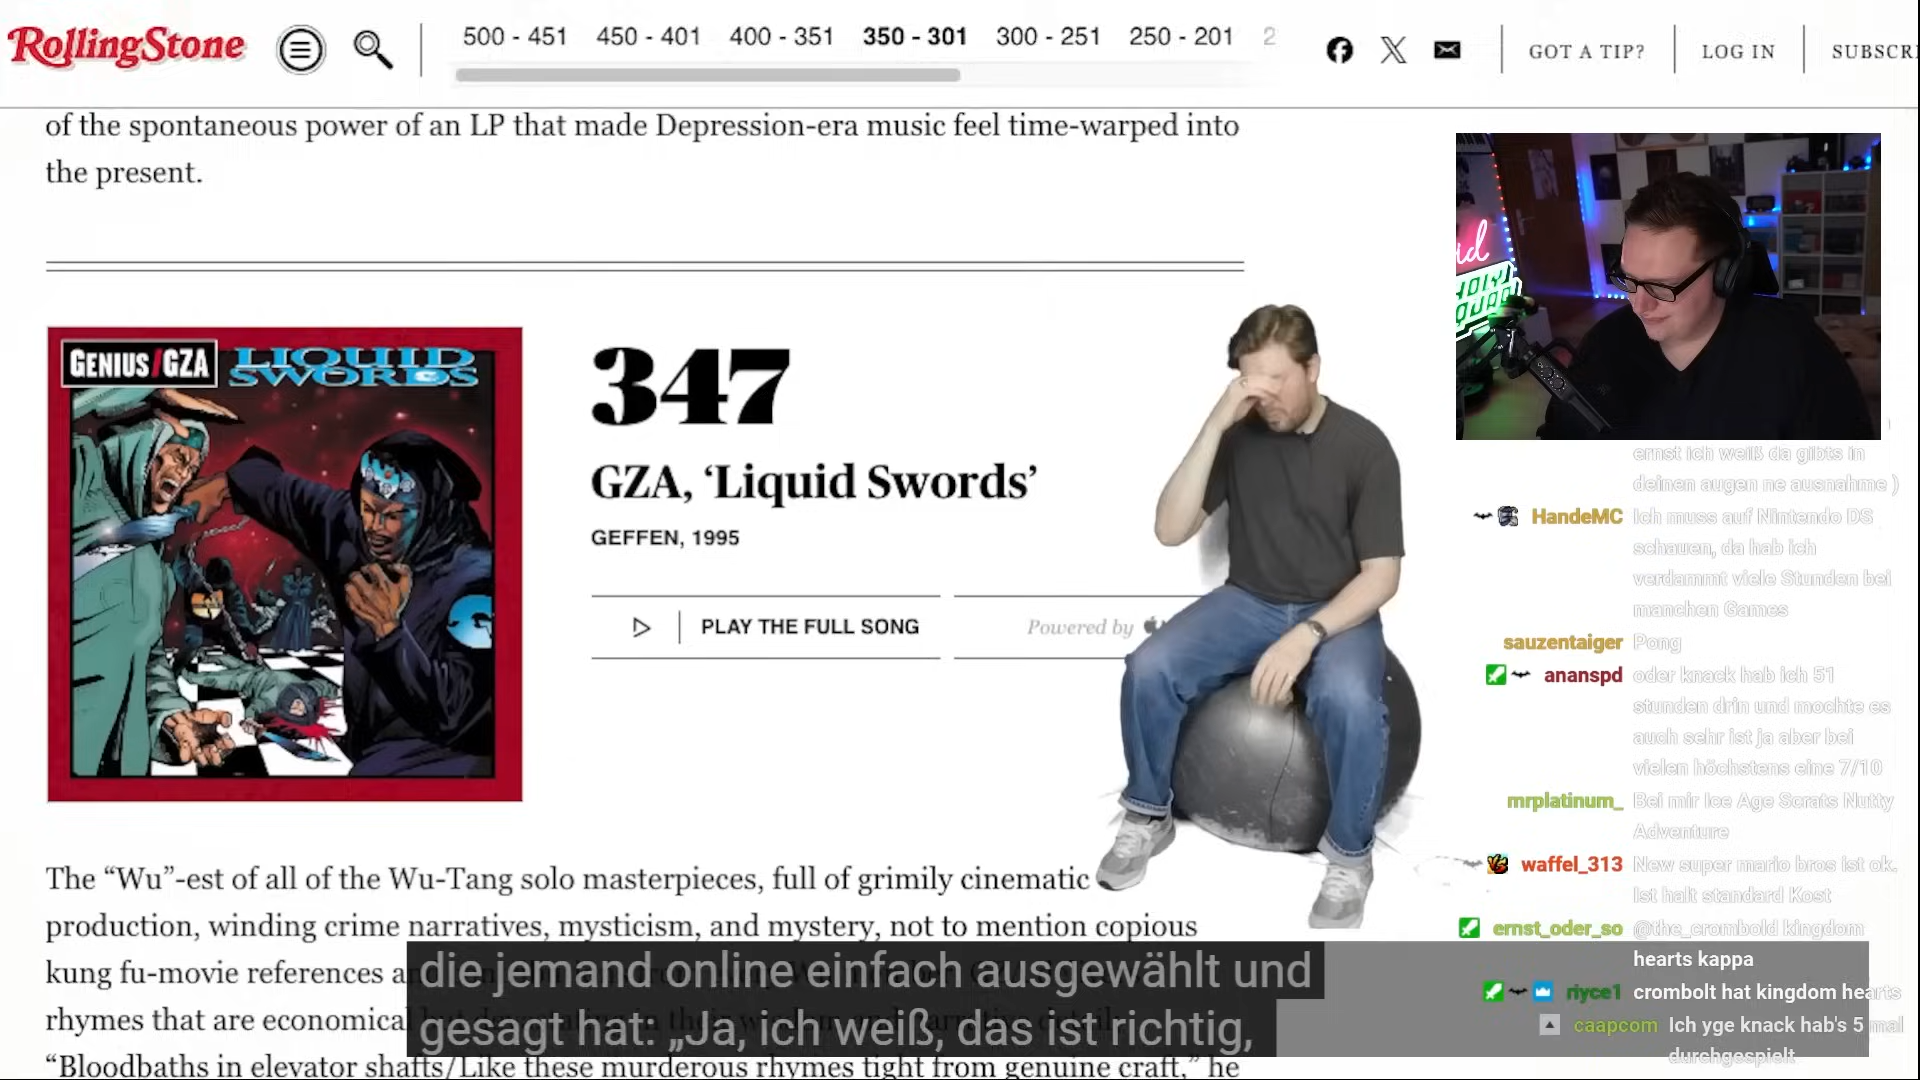 RollingStone
500 - 451 450 - 401 400 - 351 350 - 301 300 - 251 250 - 201 2
GOT A TIP? LOG IN SUBSCRI
of the spontaneous power of an LP that made Depression-era music feel time-warped into
the present.
GENIUS/GZA LIQUID SWORDS
347
GZA, ‘Liquid Swords’
GEFFEN, 1995
PLAY THE FULL SONG
Powered by
The “Wu”-est of all of the Wu-Tang solo masterpieces, full of grimily cinematic
production, winding crime narratives, mysticism, and mystery, not to mention copious
kung fu-movie references
rhymes that are economical
“Bloodbaths in elevator shafts/Like these murderous rhymes tight from genuine craft,” he
die jemand online einfach ausgewählt und
gesagt hat: „Ja, ich weiß, das ist richtig,
ernst ich weiß da gibts in
deinen augen ne ausnahme )
HandeMC Ich muss auf Nintendo DS
schauen, da hab ich
verdammt viele Stunden bei
manchen Games
sauzentaiger Pong
ananspd oder knack hab ich 51
stunden drin und mochte es
auch sehr ist ja aber bei
vielen höchstens eine 7/10
mrplatinum_ Bei mir Ice Age Scrats Nutty
Adventure
waffel_313 New super mario bros ist ok.
Ist halt standard Kost
ernst_oder_so @the_crombold kingdom
hearts kappa
riyce1 crombolt hat kingdom hearts
caapcom Ich yge knack hab's 5 mal
durchgespielt